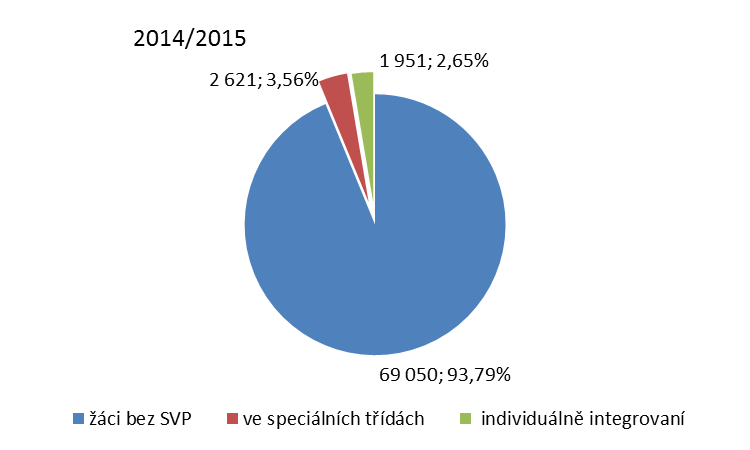 2014/2015
1 951; 2,65%
2 621; 3,56%
69 050; 93,79%
žáci bez SVP
ve speciálních třídách
individuálně integrovaní